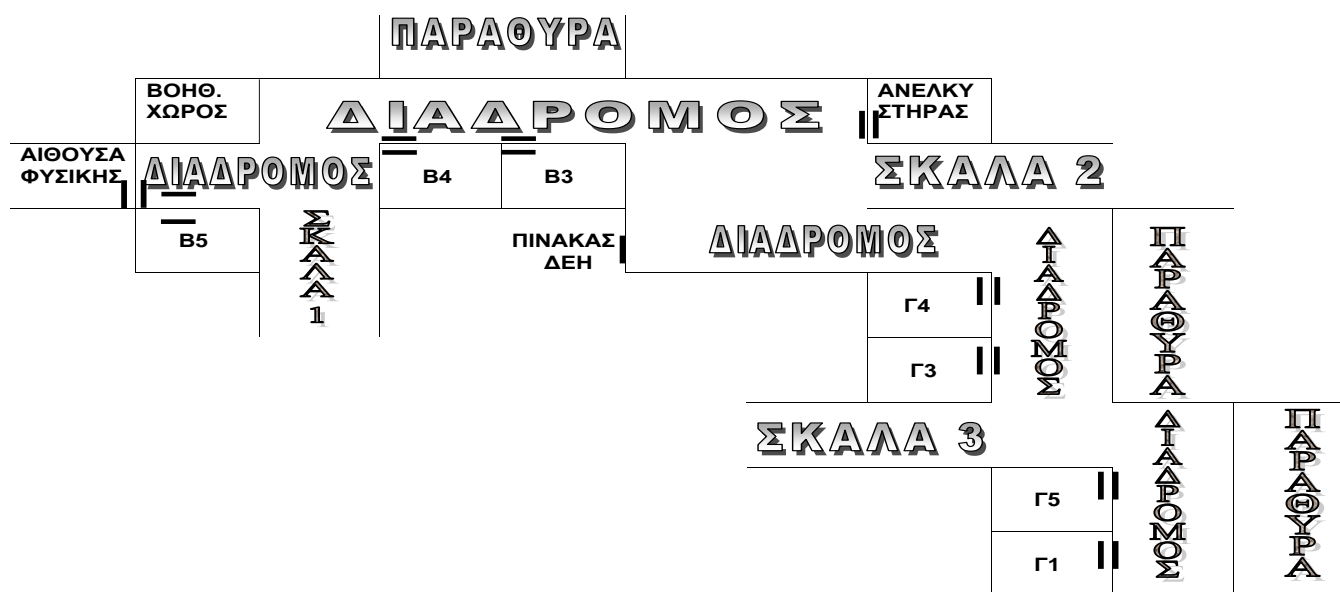 ΠΑΡΑΘΥΡΑ
ΒΟΗΘ.
ΧΩΡΟΣ
ΔΙΑΔΡΟΜΟΣ
ΑΝΕΛΚΥ
ΣΤΗΡΑΣ
ΑΙΘΟΥΣΑ
ΦΥΣΙΚΗΣ
ΔΙΑΔΡΟΜΟΣ
Β4
Β3
ΣΚΑΛΑ 2
Β5
ΣΚΑΛΑ 1
ΠΙΝΑΚΑΣ
ΔΕΗ
ΔΙΑΔΡΟΜΟΣ
ΔΙΑΔΡΟΜΟΣ
ΠΑΡΑΘΥΡΑ
Γ4
Γ3
ΣΚΑΛΑ 3
ΔΙΑΔΡΟΜΟΣ
ΠΑΡΑΘΥΡΑ
Γ5
Γ1